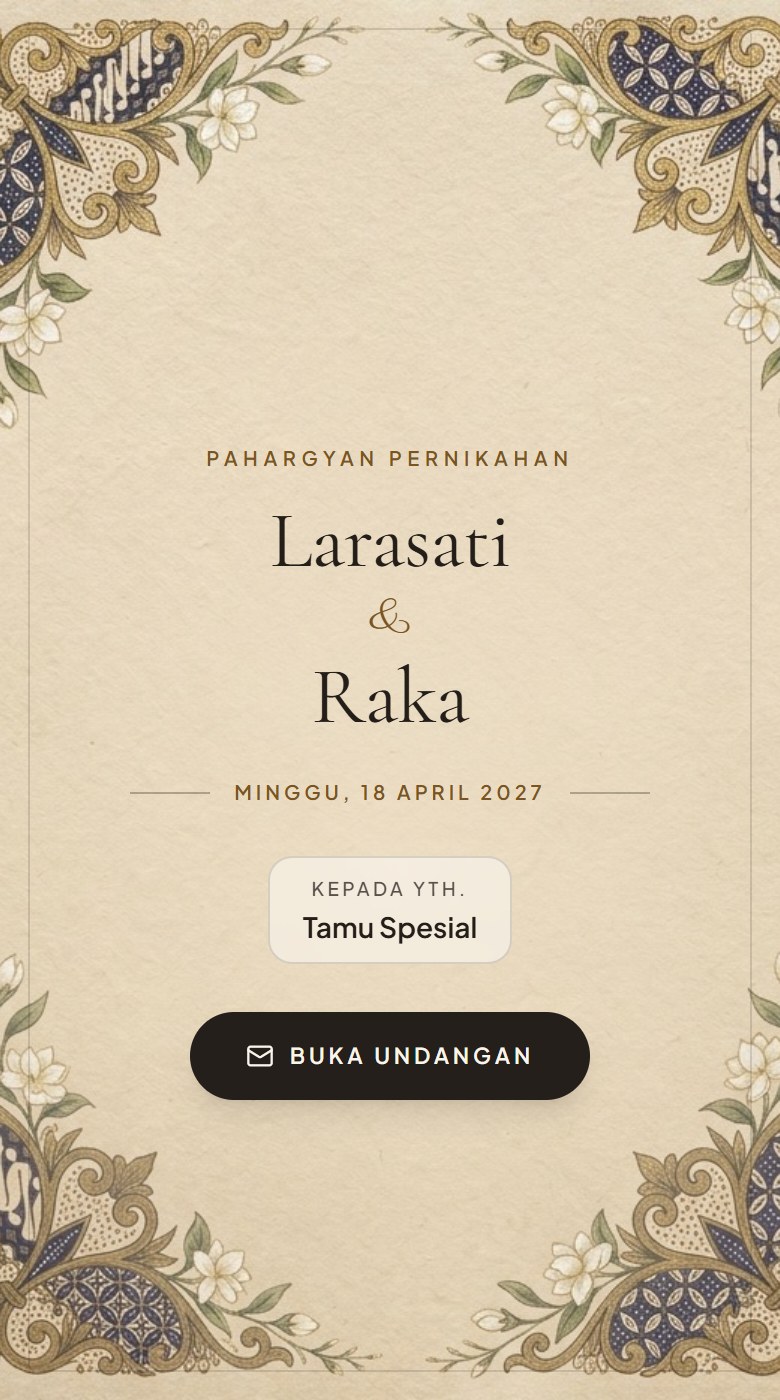 PAHARGYAN PERNIKAHAN
Larasati
&
Raka
MINGGU, 18 APRIL 2027
KEPADA YTH.
Tamu Spesial
BUKA UNDANGAN